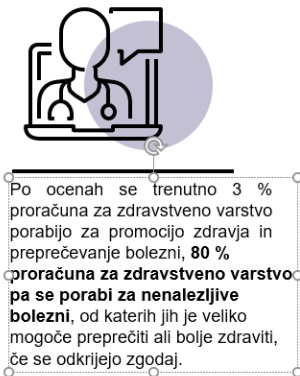 Po ocenah se trenutno 3 %
proračuna za zdravstveno varstvo
porabijo za promocijo zdravja in
preprečevanje bolezni, 80 %
proračuna za zdravstveno varstvo
pa se porabi za nenalezljive
bolezni, od katerih jih je veliko
mogoče preprečiti ali bolje zdraviti,
če se odkrijejo zgodaj.